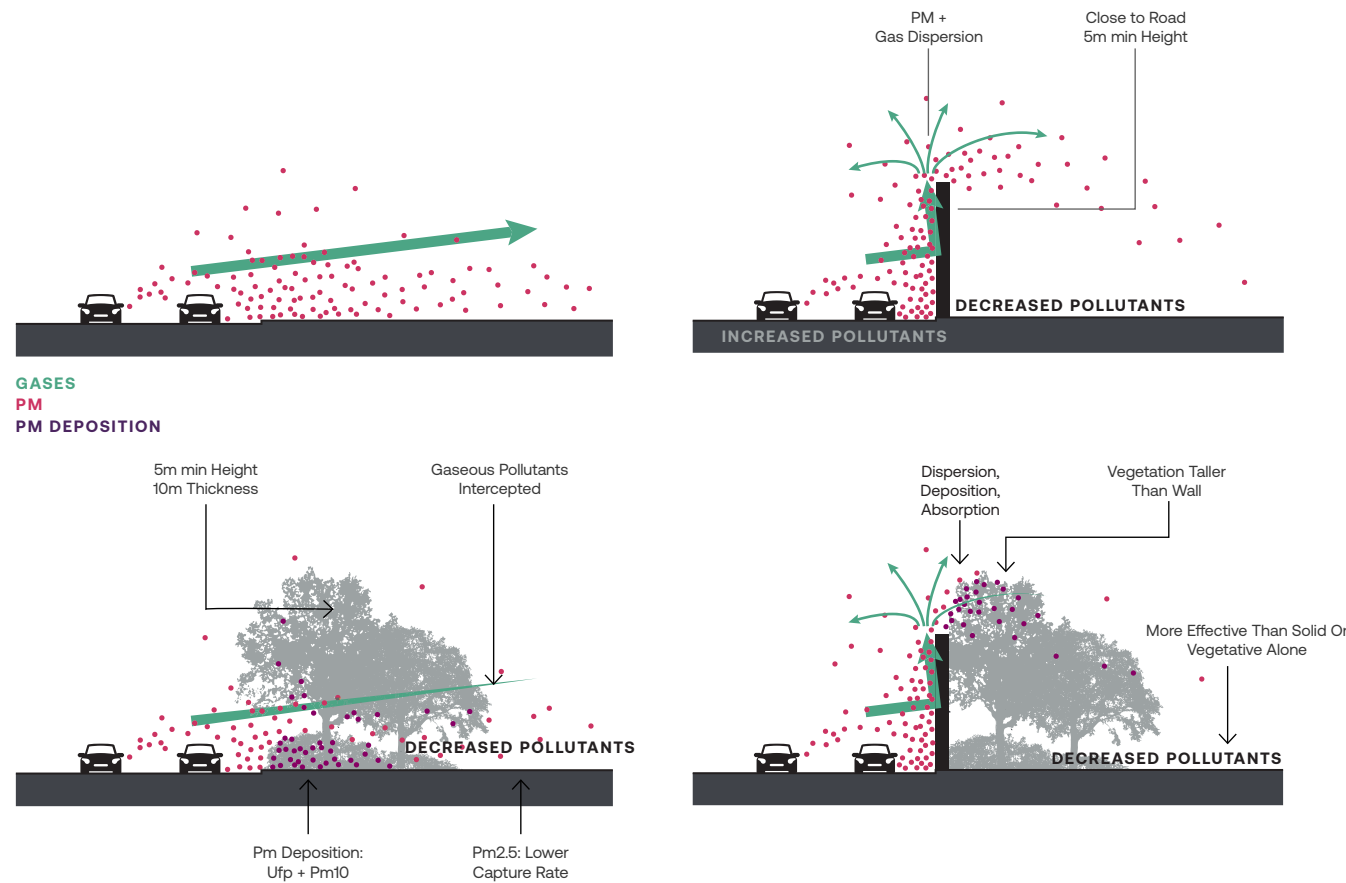 PM +
Gas Dispersion
Close to Road
5m min Height
DECREASED POLLUTANTS
INCREASED POLLUTANTS
GASES
PM
PM DEPOSITION
5m min Height
10m Thickness
Gaseous Pollutants
Intercepted
DECREASED POLLUTANTS
Pm Deposition:
Ufp + Pm10
Pm2.5: Lower
Capture Rate
Dispersion,
Deposition,
Absorption
Vegetation Taller
Than Wall
More Effective Than Solid Or
Vegetative Alone
DECREASED POLLUTANTS